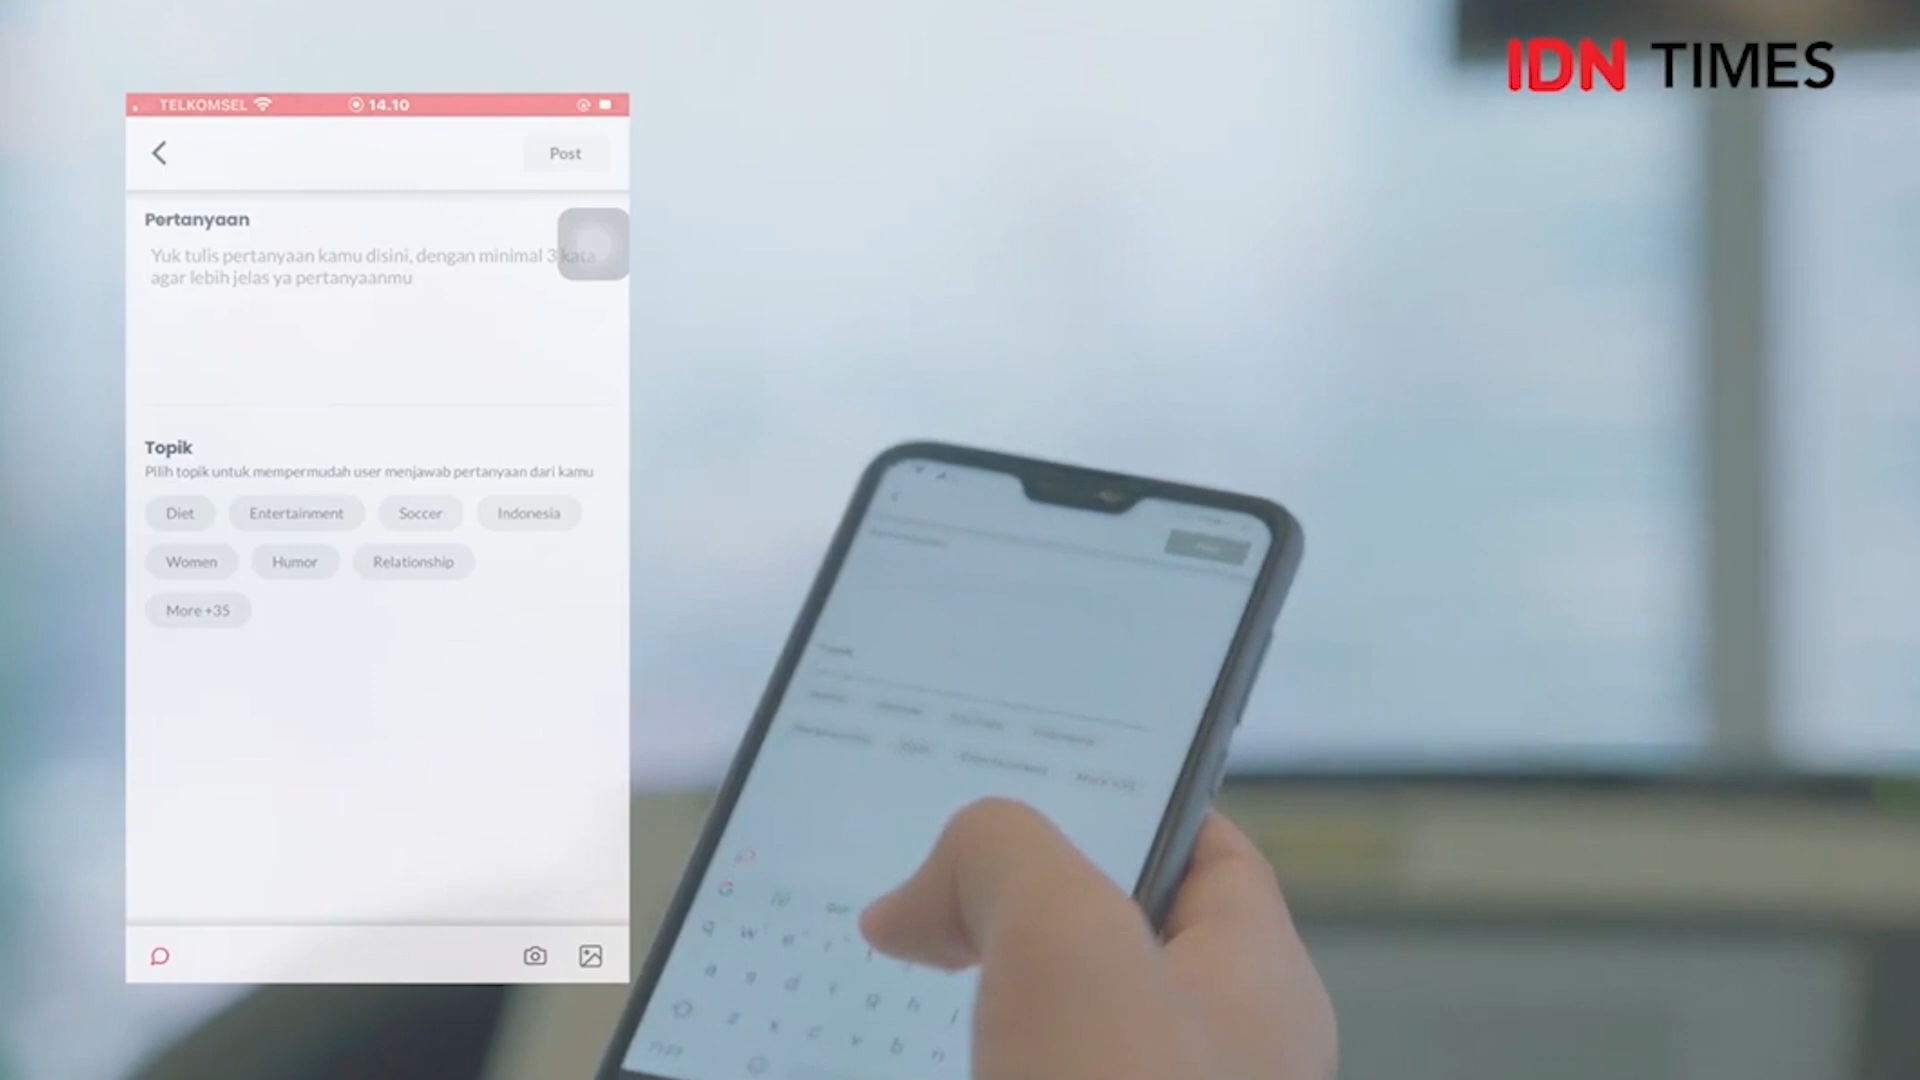 IDN TIMES
TELKOMSEL 14.10
Post
Pertanyaan
Yuk tulis pertanyaan kamu disini, dengan minimal 3 kata
agar lebih jelas ya pertanyaanmu
Topik
Pilih topik untuk mempermudah user menjawab pertanyaan dari kamu
Diet Entertainment Soccer Indonesia
Women Humor Relationship
More +35
q w e r
a s d f g h j
z x c v b n